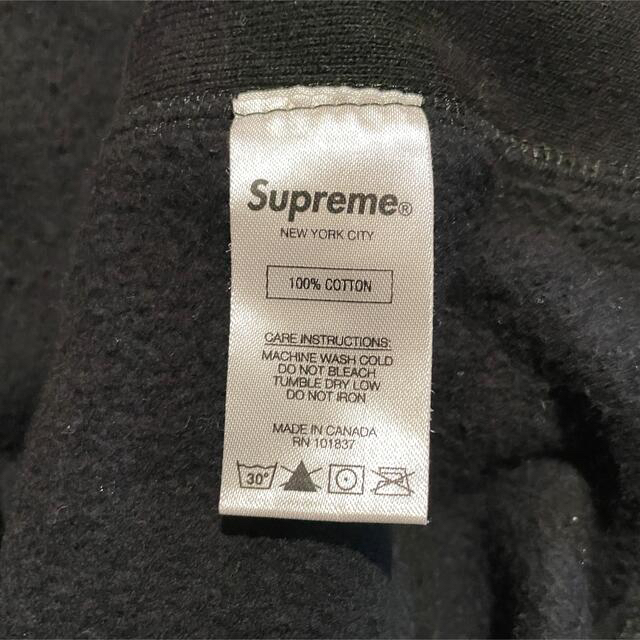 Supreme®
NEW YORK CITY
100% COTTON
CARE INSTRUCTIONS:
MACHINE WASH COLD
DO NOT BLEACH
TUMBLE DRY LOW
DO NOT IRON
MADE IN CANADA
RN 101837
30°